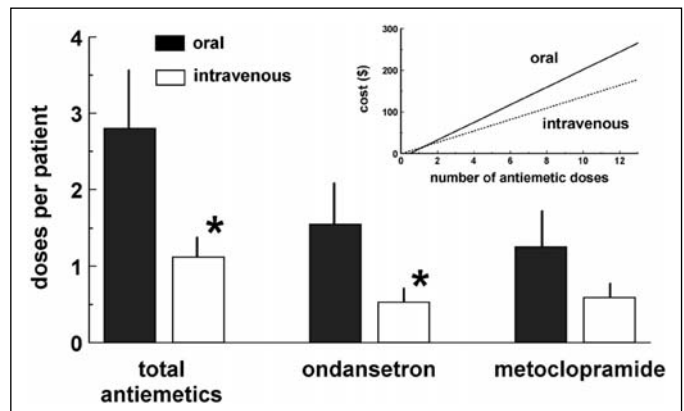 4
3
2
1
0
doses per patient
oral
intravenous
*
*
total
antiemetics
ondansetron
metoclopramide
300
200
100
0
cost ($)
oral
intravenous
0 2 4 6 8 10 12
number of antiemetic doses